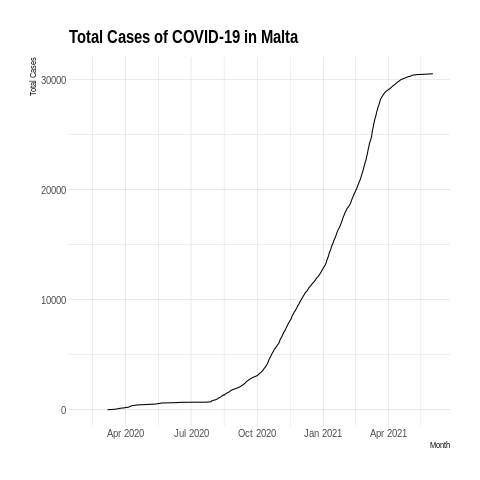 Total Cases of COVID-19 in Malta
Total Cases
30000
20000
10000
0
Apr 2020 Jul 2020 Oct 2020 Jan 2021 Apr 2021
Month